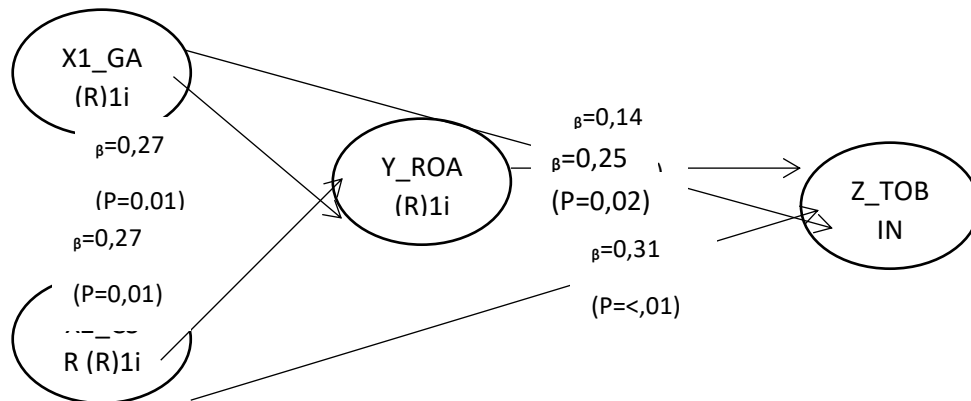 X1_GA
(R)1i
β=0,27
(P=0,01)
β=0,27
(P=0,01)
R (R)1i
Y_ROA
(R)1i
β=0,14
β=0,25
(P=0,02)
β=0,31
(P=<,01)
Z_TOB
IN